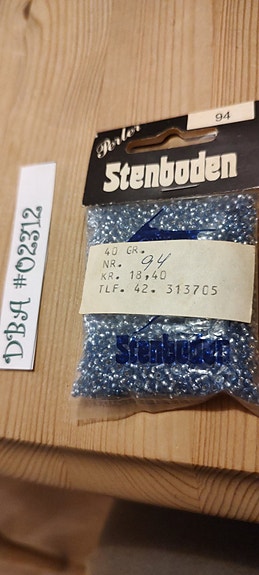 94
Perler
Stenboden
40 GR.
NR. 94
KR. 18,40
TLF. 42. 313705
Stenboden
DBA #02312